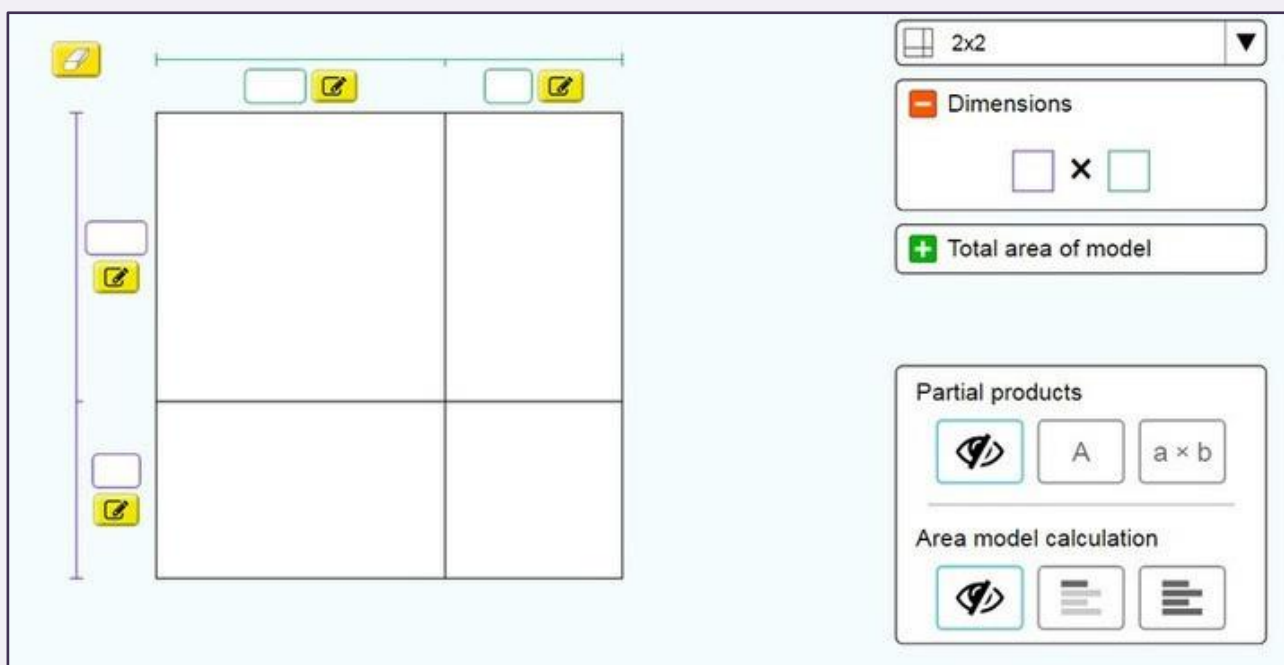 2x2
Dimensions
×
Total area of model
Partial products
A
a × b
Area model calculation